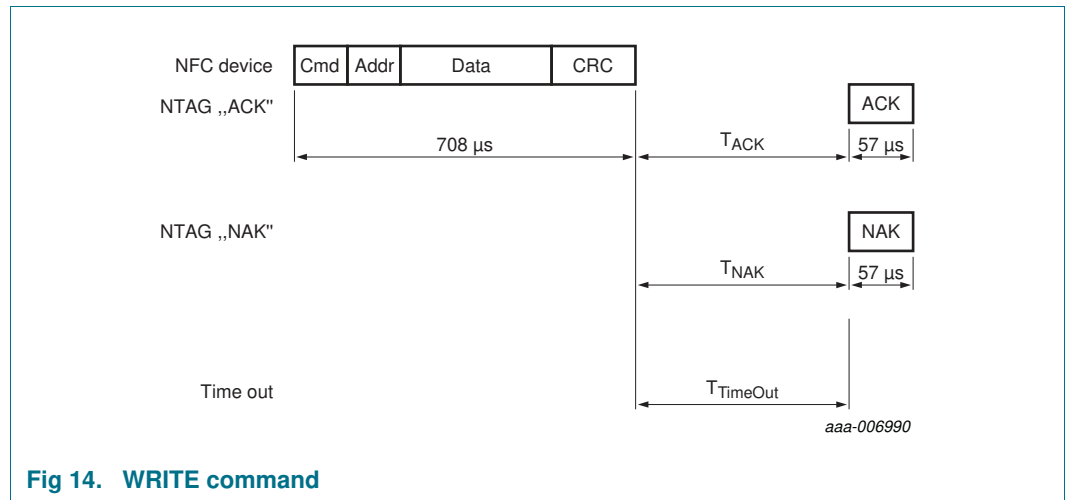 NFC device Cmd Addr Data CRC
NTAG ,,ACK" ACK
708 µs TACK 57 µs
NTAG ,,NAK" NAK
TNAK 57 µs
Time out TTimeOut
aaa-006990
Fig 14. WRITE command